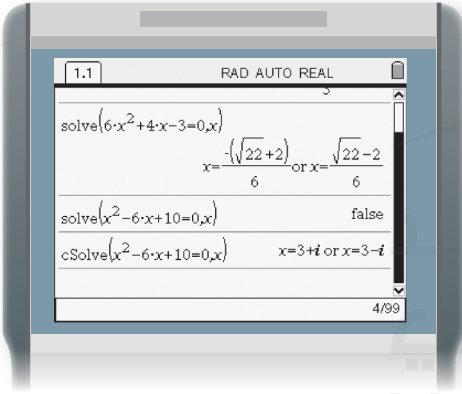 1.1 RAD AUTO REAL
3
solve(6·x²+4·x−3=0,x)
x=-(√22+2)/6 or x=(√22−2)/6
solve(x²−6·x+10=0,x) false
cSolve(x²−6·x+10=0,x) x=3+i or x=3−i
4/99